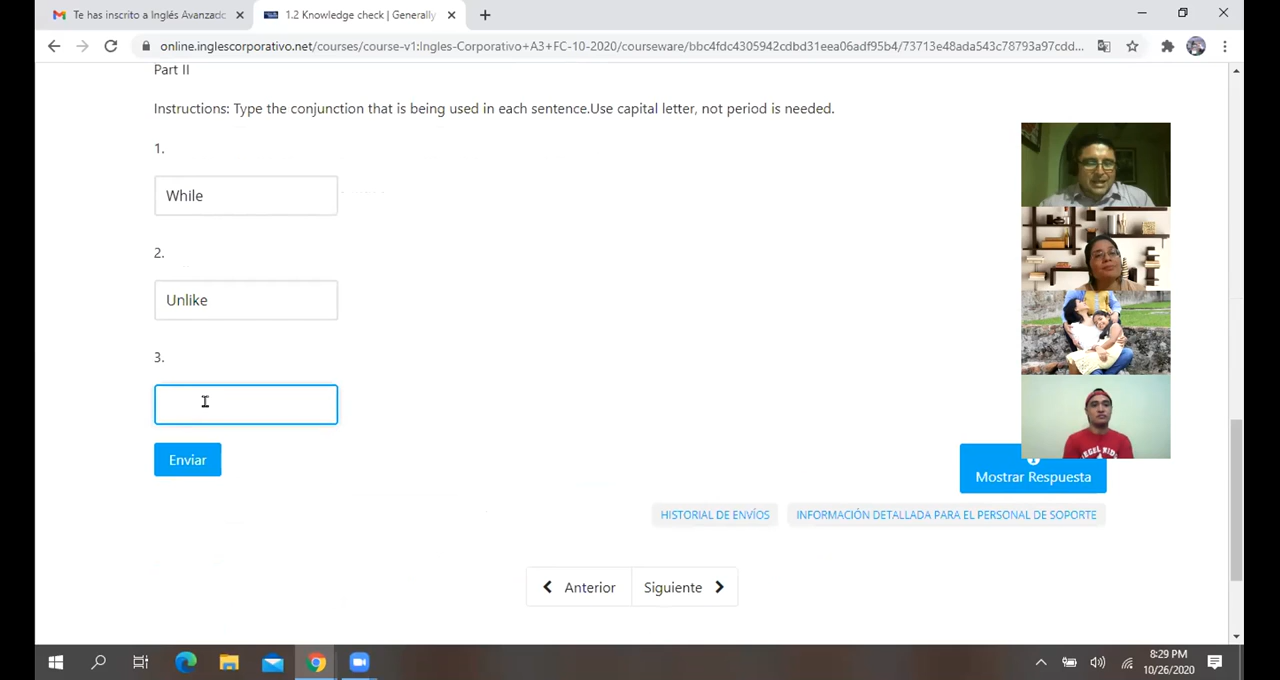 Te has inscrito a Inglés Avanzado
1.2 Knowledge check | Generally
online.inglescorporativo.net/courses/course-v1:Ingles-Corporativo+A3+FC-10-2020/courseware/bbc4fdc4305942cdbd31eea06adf95b4/73713e48ada543c78793a97cdd...
Part II
Instructions: Type the conjunction that is being used in each sentence.Use capital letter, not period is needed.
1.
While
2.
Unlike
3.
Enviar
Mostrar Respuesta
HISTORIAL DE ENVÍOS
INFORMACIÓN DETALLADA PARA EL PERSONAL DE SOPORTE
Anterior
Siguiente
8:29 PM
10/26/2020